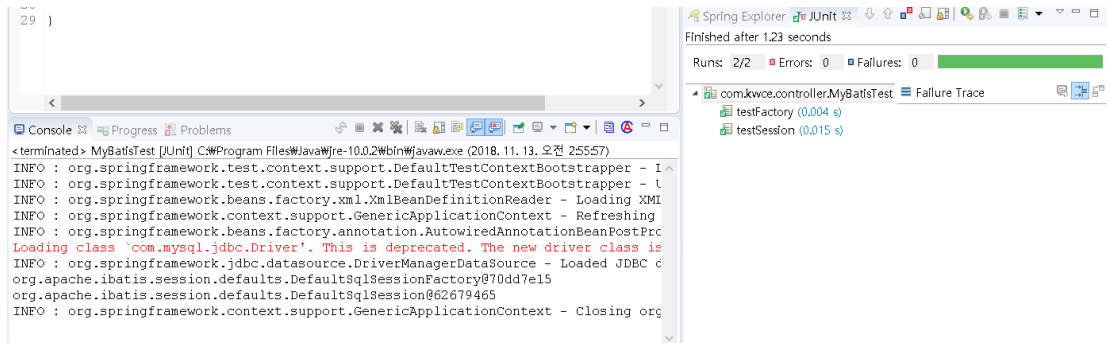 29 }
Spring Explorer JUnit
Finished after 1.23 seconds
Runs: 2/2 Errors: 0 Failures: 0
com.kwce.controller.MyBatisTest
Failure Trace
testFactory (0.004 s)
testSession (0.015 s)
Console Progress Problems
<terminated> MyBatisTest [JUnit] C:₩Program Files₩Java₩jre-10.0.2₩bin₩javaw.exe (2018. 11. 13. 오전 2:55:57)
INFO : org.springframework.test.context.support.DefaultTestContextBootstrapper -
INFO : org.springframework.test.context.support.DefaultTestContextBootstrapper -
INFO : org.springframework.beans.factory.xml.XmlBeanDefinitionReader - Loading XML
INFO : org.springframework.context.support.GenericApplicationContext - Refreshing
INFO : org.springframework.beans.factory.annotation.AutowiredAnnotationBeanPostPro
Loading class `com.mysql.jdbc.Driver'. This is deprecated. The new driver class is
INFO : org.springframework.jdbc.datasource.DriverManagerDataSource - Loaded JDBC d
org.apache.ibatis.session.defaults.DefaultSqlSessionFactory@70dd7e15
org.apache.ibatis.session.defaults.DefaultSqlSession@62679465
INFO : org.springframework.context.support.GenericApplicationContext - Closing org